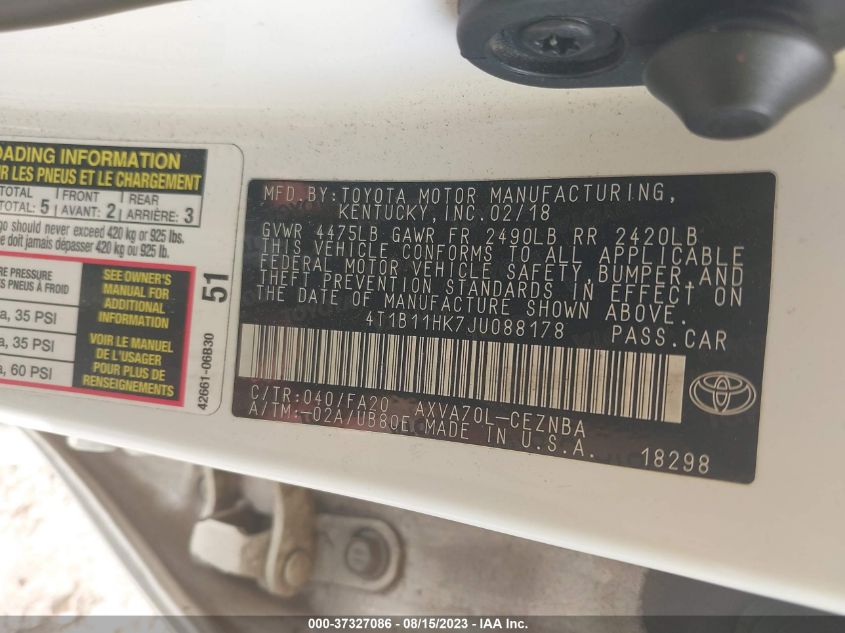 OADING INFORMATION
UR LES PNEUS ET LE CHARGEMENT
TOTAL FRONT REAR
TOTAL: 5 AVANT: 2 ARRIÈRE: 3
go should never exceed 420 kg or 925 lbs.
e doit jamais dépasser 420 kg ou 925 lb.
RE PRESSURE
S PNEUS À FROID
a, 35 PSI
a, 35 PSI
a, 60 PSI
SEE OWNER'S
MANUAL FOR
ADDITIONAL
INFORMATION
VOIR LE MANUEL
DE L'USAGER
POUR PLUS DE
RENSEIGNEMENTS
51
42661-06B30
MFD. BY: TOYOTA MOTOR MANUFACTURING,
KENTUCKY, INC. 02/18
GVWR 4475LB GAWR FR 2490LB RR 2420LB
THIS VEHICLE CONFORMS TO ALL APPLICABLE
FEDERAL MOTOR VEHICLE SAFETY, BUMPER AND
THEFT PREVENTION STANDARDS IN EFFECT ON
THE DATE OF MANUFACTURE SHOWN ABOVE.
4T1B11HK7JU088178 PASS. CAR
C/TR: 040/FA20 AXVA70L-CEZNBA
A/TM: -02A/UB80E MADE IN U.S.A.
18298
000-37327086 - 08/15/2023 - IAA Inc.